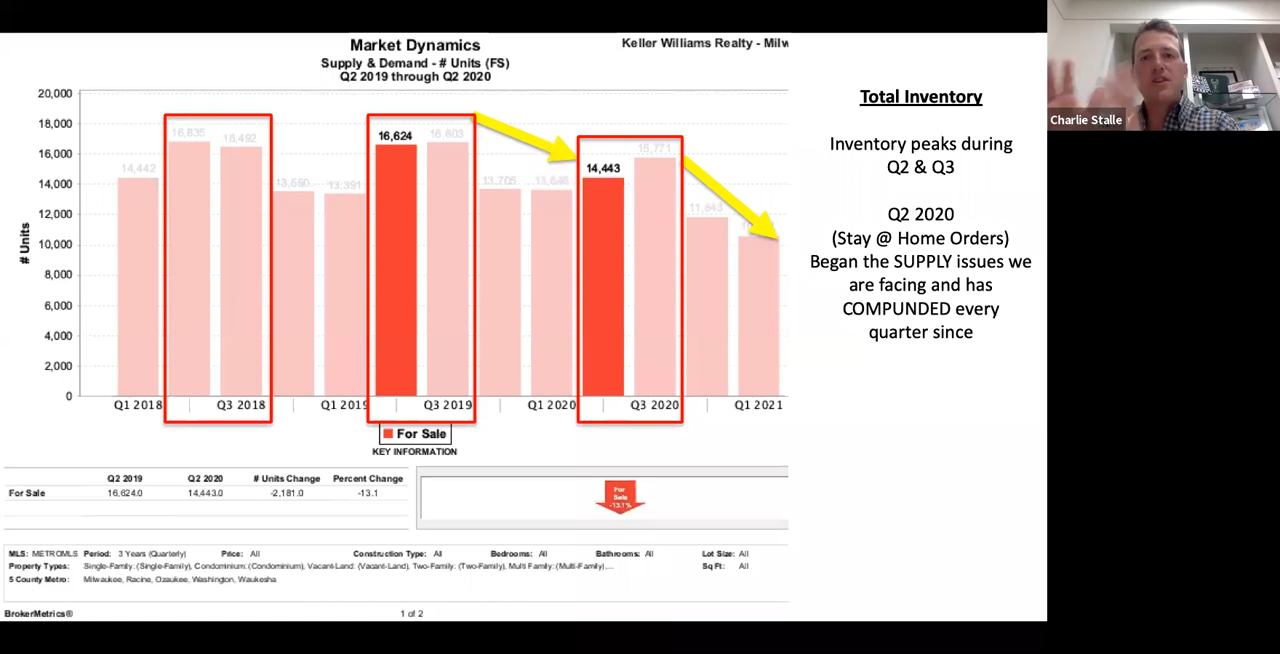 Market Dynamics
Keller Williams Realty - Milw
Supply & Demand - # Units (FS)
Q2 2019 through Q2 2020
20,000
18,000
16,000
14,000
12,000
10,000
8,000
6,000
4,000
2,000
0
# Units
14,442
16,835
16,492
13,550
13,391
16,624
16,803
13,705
13,646
14,443
15,771
11,843
Q1 2018
Q3 2018
Q1 2019
Q3 2019
Q1 2020
Q3 2020
Q1 2021
For Sale
KEY INFORMATION
Q2 2019 Q2 2020 # Units Change Percent Change
For Sale 16,624.0 14,443.0 -2,181.0 -13.1
For
Sale
-13.1%
MLS: METROMLS Period: 3 Years (Quarterly) Price: All Construction Type: All Bedrooms: All Bathrooms: All Lot Size: All
Property Types: Single-Family: (Single-Family), Condominium: (Condominium), Vacant-Land: (Vacant-Land), Two-Family: (Two-Family), Multi Family: (Multi-Family),... Sq Ft: All
5 County Metro: Milwaukee, Racine, Ozaukee, Washington, Waukesha
BrokerMetrics® 1 of 2
Total Inventory
Inventory peaks during
Q2 & Q3
Q2 2020
(Stay @ Home Orders)
Began the SUPPLY issues we
are facing and has
COMPUNDED every
quarter since
Charlie Stalle